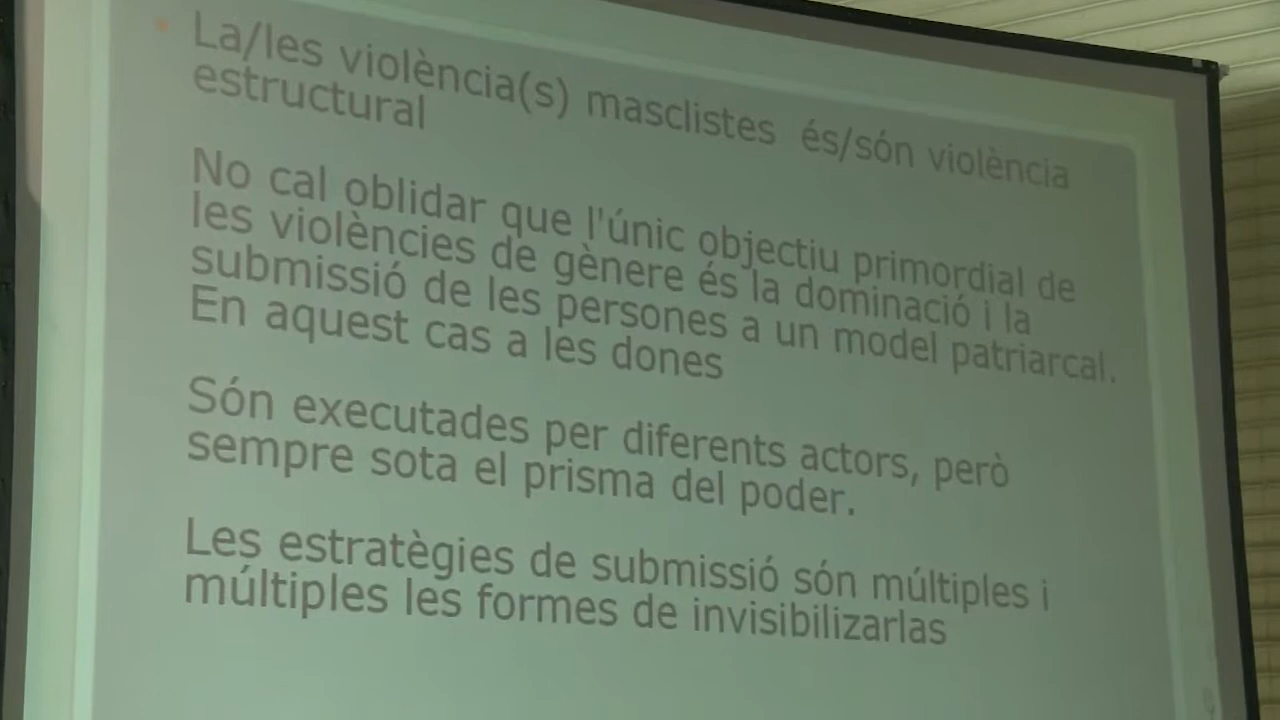 La/les violència(s) masclistes és/són violència
estructural
No cal oblidar que l'únic objectiu primordial de
les violències de gènere és la dominació i la
submissió de les persones a un model patriarcal.
En aquest cas a les dones
Són executades per diferents actors, però
sempre sota el prisma del poder.
Les estratègies de submissió són múltiples i
múltiples les formes de invisibilizarlas